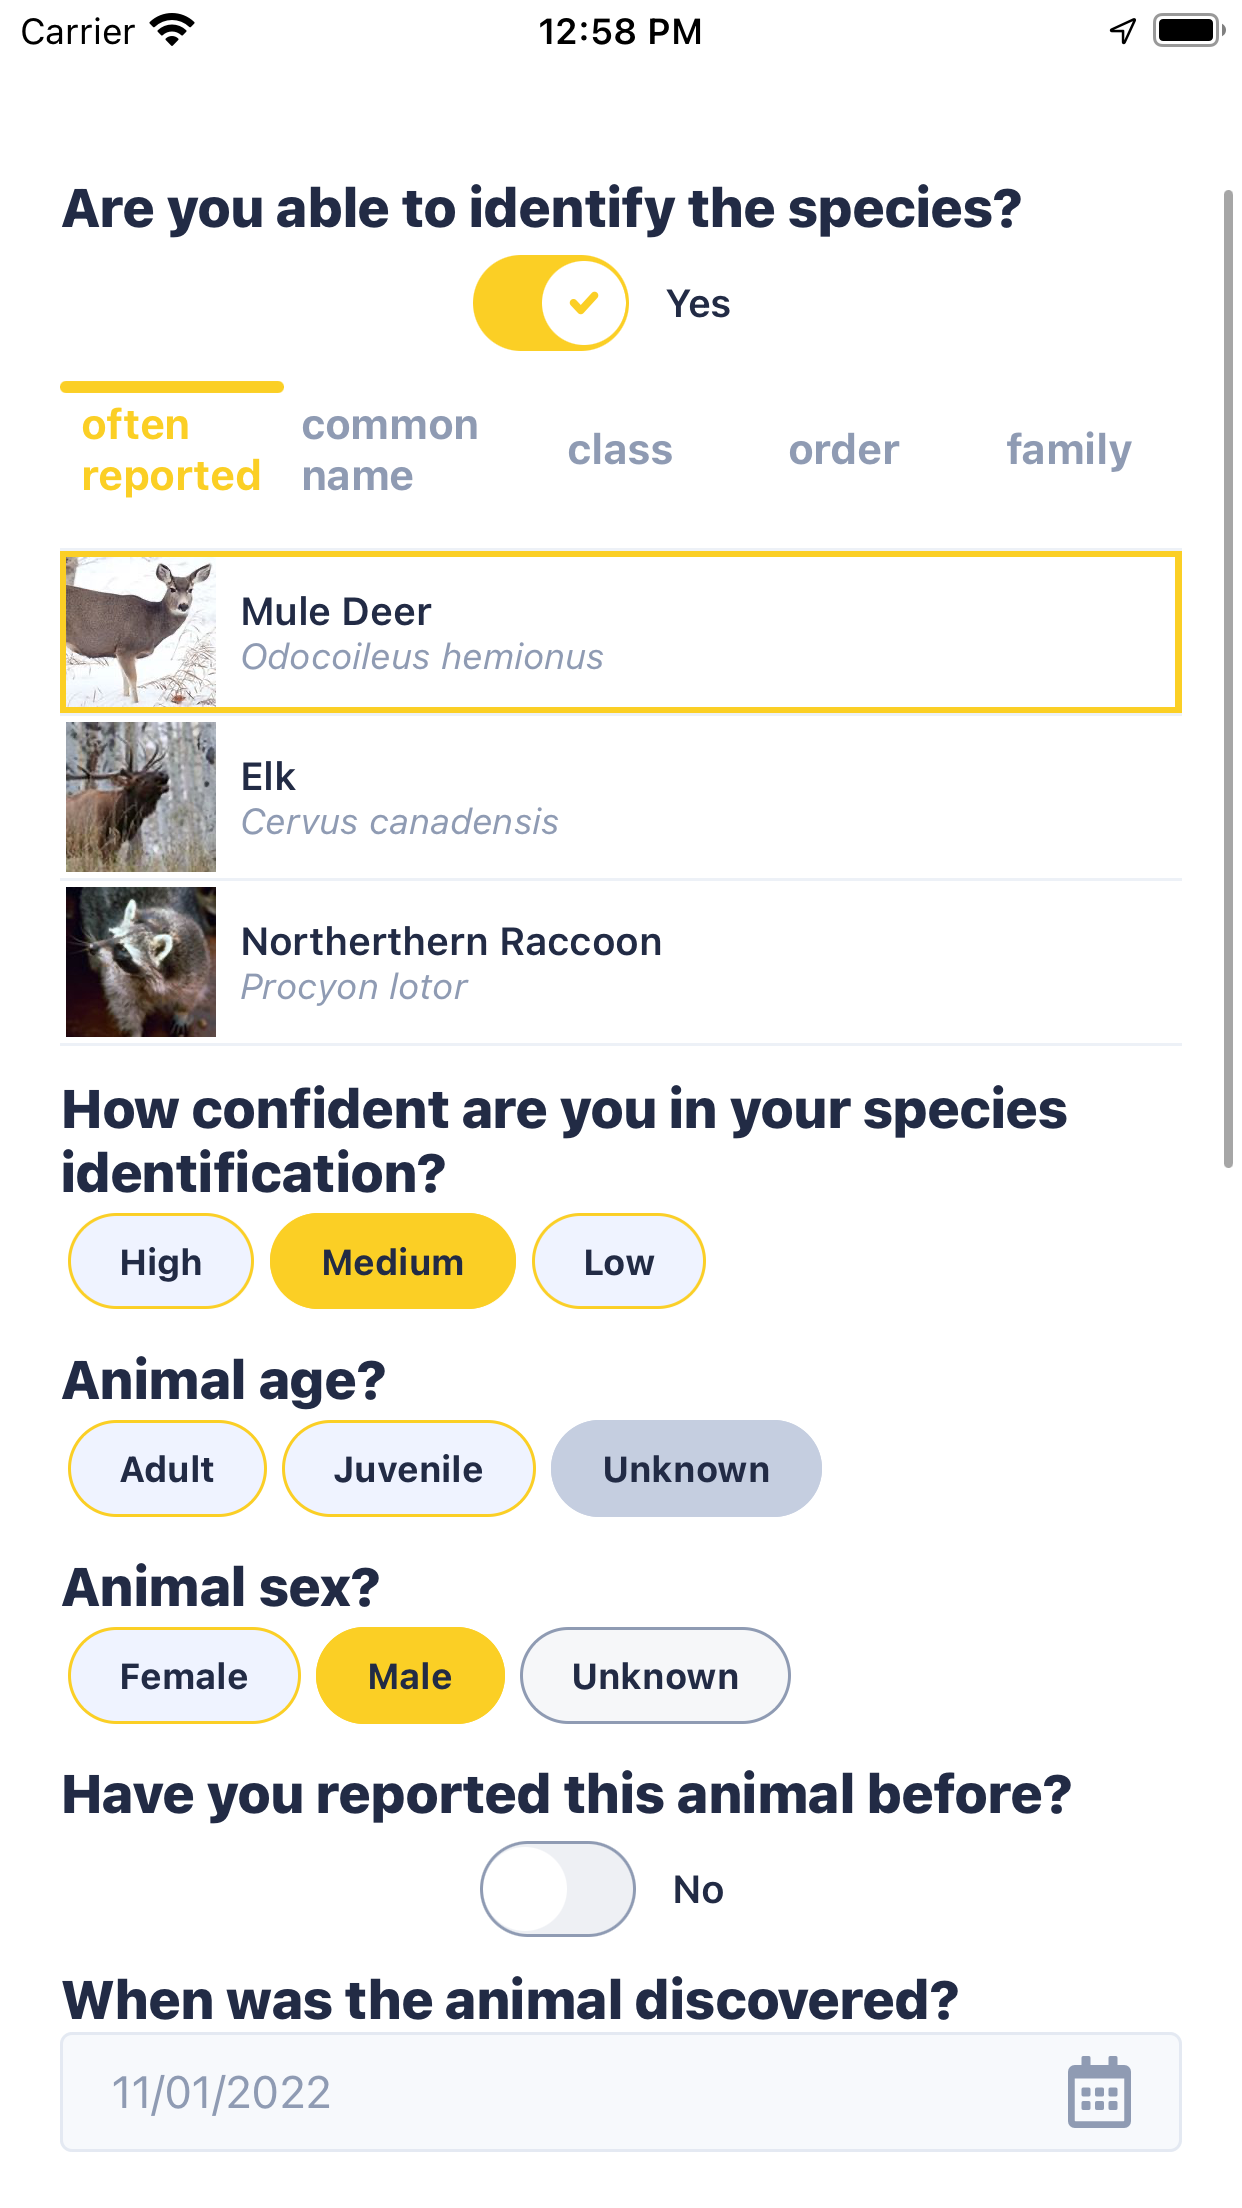 Carrier 12:58 PM
Are you able to identify the species?
Yes
often reported
common name
class
order
family
Mule Deer
Odocoileus hemionus
Elk
Cervus canadensis
Northerthern Raccoon
Procyon lotor
How confident are you in your species
identification?
High Medium Low
Animal age?
Adult Juvenile Unknown
Animal sex?
Female Male Unknown
Have you reported this animal before?
No
When was the animal discovered?
11/01/2022